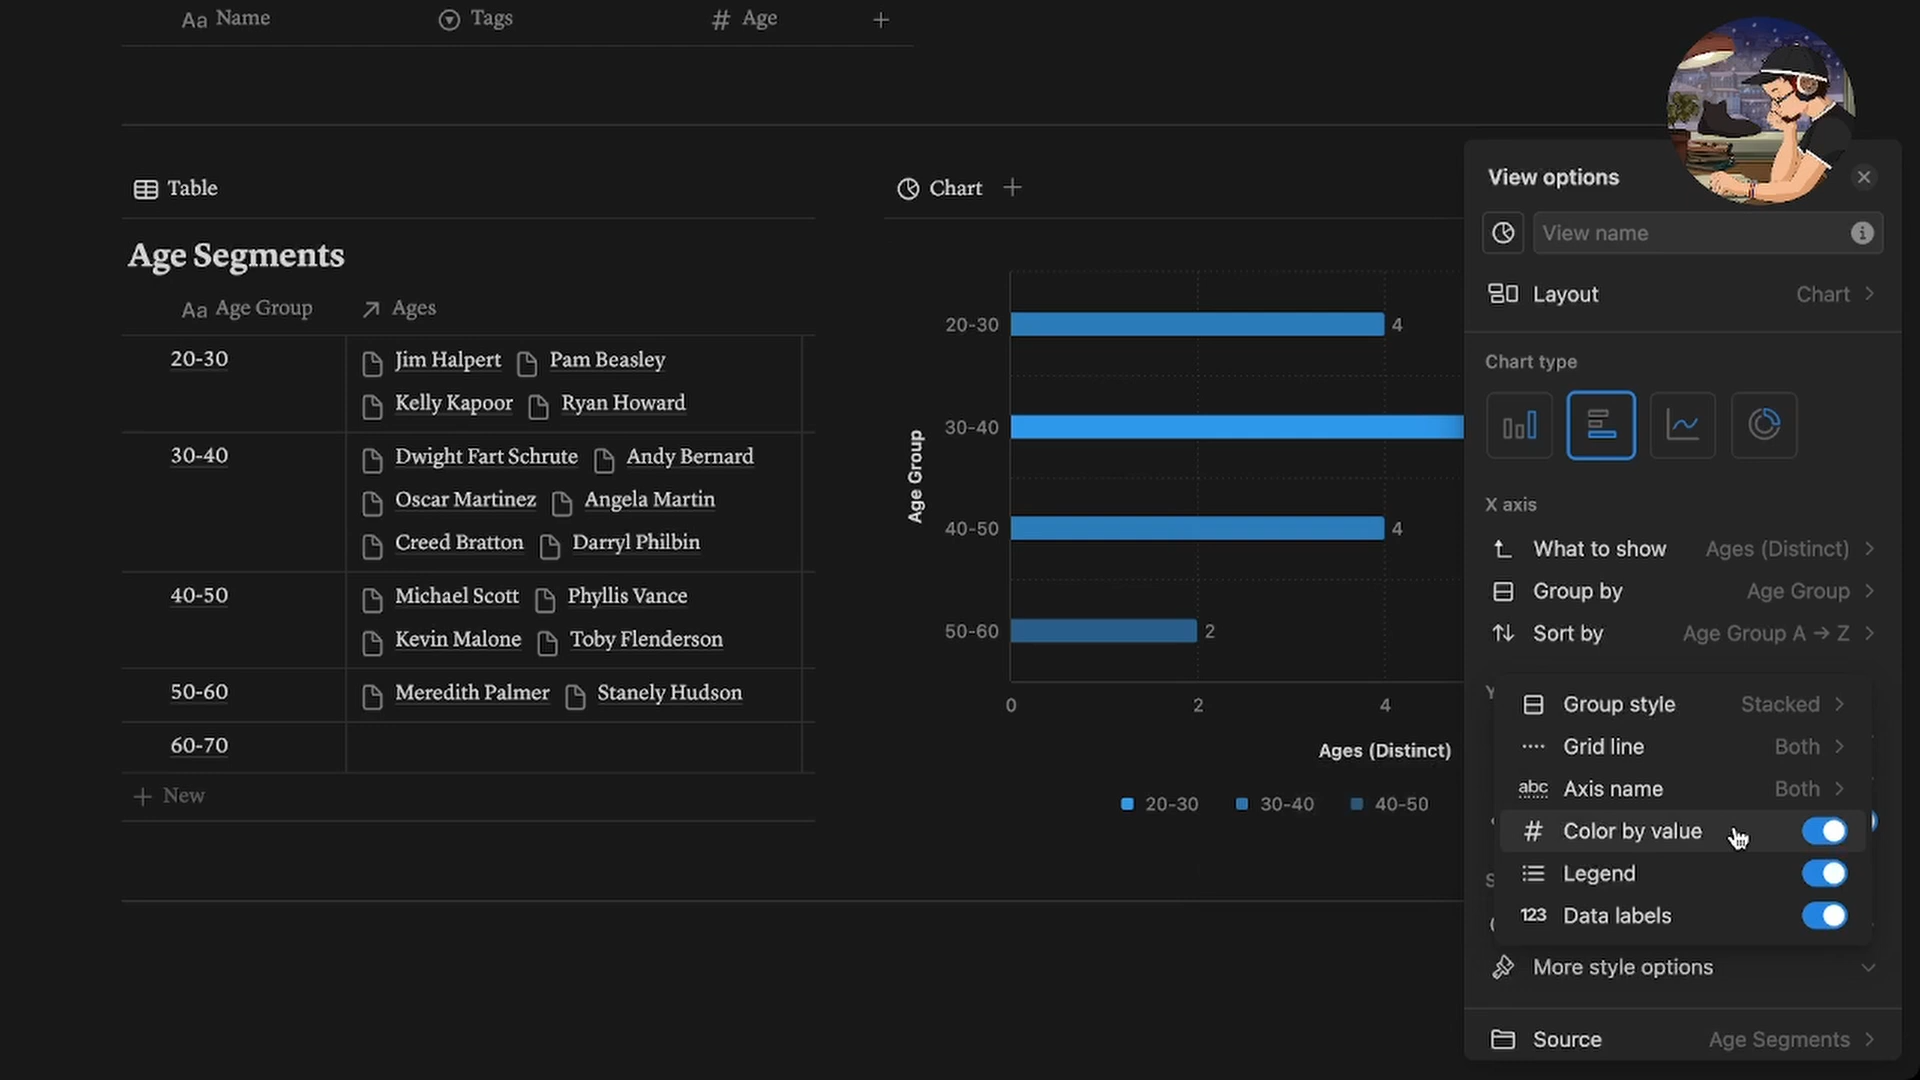 Aa Name Tags # Age +
Table
Age Segments
Aa Age Group Ages
20-30 Jim Halpert Pam Beasley
Kelly Kapoor Ryan Howard
30-40 Dwight Fart Schrute Andy Bernard
Oscar Martinez Angela Martin
Creed Bratton Darryl Philbin
40-50 Michael Scott Phyllis Vance
Kevin Malone Toby Flenderson
50-60 Meredith Palmer Stanely Hudson
60-70
+ New
Chart +
Age Group
20-30 4
30-40
40-50 4
50-60 2
0 2 4
Ages (Distinct)
20-30 30-40 40-50
View options
View name
Layout Chart
Chart type
X axis
What to show Ages (Distinct)
Group by Age Group
Sort by Age Group A → Z
Y
Group style Stacked
Grid line Both
abc Axis name Both
# Color by value
S
Legend
123 Data labels
More style options
Source Age Segments